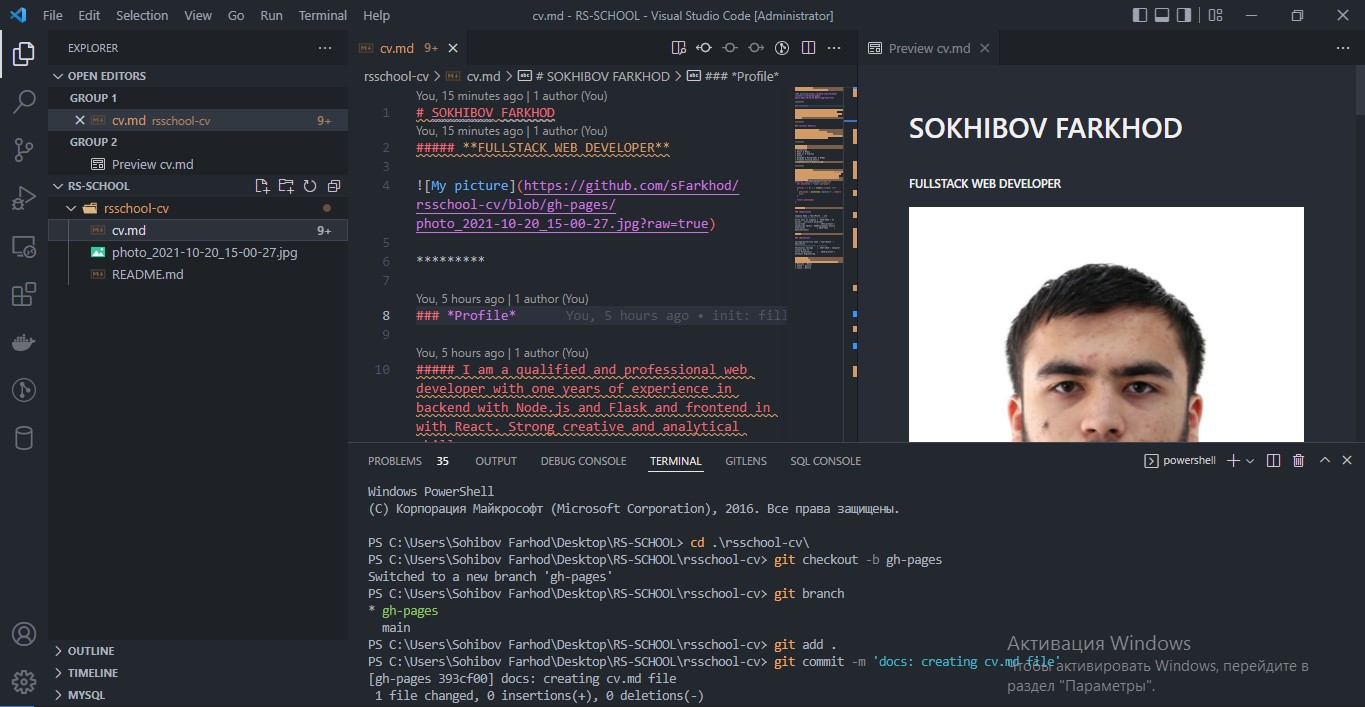 File Edit Selection View Go Run Terminal Help
cv.md - RS-SCHOOL - Visual Studio Code [Administrator]
EXPLORER
OPEN EDITORS
GROUP 1
cv.md rsschool-cv 9+
GROUP 2
Preview cv.md
RS-SCHOOL
rsschool-cv
cv.md 9+
photo_2021-10-20_15-00-27.jpg
README.md
OUTLINE
TIMELINE
MYSQL
cv.md 9+
rsschool-cv > cv.md > # SOKHIBOV FARKHOD > ### *Profile*
You, 15 minutes ago | 1 author (You)
1 # SOKHIBOV FARKHOD
You, 15 minutes ago | 1 author (You)
2 ##### **FULLSTACK WEB DEVELOPER**
3
4 ![My picture](https://github.com/sFarkhod/
rsschool-cv/blob/gh-pages/
photo_2021-10-20_15-00-27.jpg?raw=true)
5
6 *********
7
You, 5 hours ago | 1 author (You)
8 ### *Profile* You, 5 hours ago • init: fill
9
You, 5 hours ago | 1 author (You)
10 ##### I am a qualified and professional web
developer with one years of experience in
backend with Node.js and Flask and frontend in
with React. Strong creative and analytical
Preview cv.md
SOKHIBOV FARKHOD
FULLSTACK WEB DEVELOPER
PROBLEMS 35 OUTPUT DEBUG CONSOLE TERMINAL GITLENS SQL CONSOLE
powershell
Windows PowerShell
(C) Корпорация Майкрософт (Microsoft Corporation), 2016. Все права защищены.
PS C:\Users\Sohibov Farhod\Desktop\RS-SCHOOL> cd .\rsschool-cv\
PS C:\Users\Sohibov Farhod\Desktop\RS-SCHOOL\rsschool-cv> git checkout -b gh-pages
Switched to a new branch 'gh-pages'
PS C:\Users\Sohibov Farhod\Desktop\RS-SCHOOL\rsschool-cv> git branch
* gh-pages
main
PS C:\Users\Sohibov Farhod\Desktop\RS-SCHOOL\rsschool-cv> git add .
PS C:\Users\Sohibov Farhod\Desktop\RS-SCHOOL\rsschool-cv> git commit -m 'docs: creating cv.md file'
[gh-pages 393cf00] docs: creating cv.md file
1 file changed, 0 insertions(+), 0 deletions(-)
Активация Windows
Чтобы активировать Windows, перейдите в
раздел "Параметры".